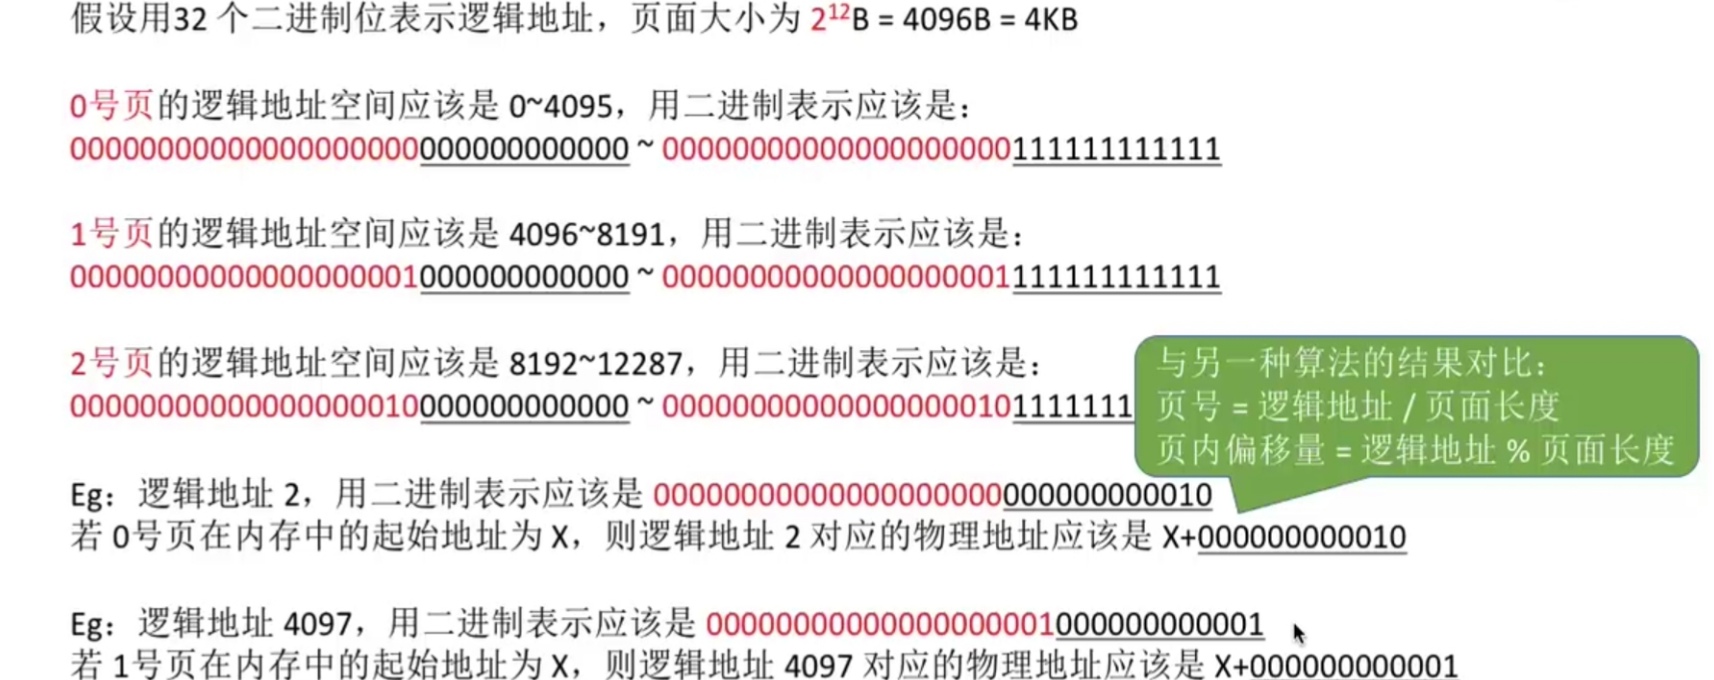 假设用32 个二进制位表示逻辑地址，页面大小为 2¹²B = 4096B = 4KB
0号页的逻辑地址空间应该是 0~4095，用二进制表示应该是：
00000000000000000000000000000000 ~ 00000000000000000000111111111111
1号页的逻辑地址空间应该是 4096~8191，用二进制表示应该是：
00000000000000000001000000000000 ~ 00000000000000000001111111111111
2号页的逻辑地址空间应该是 8192~12287，用二进制表示应该是：
00000000000000000010000000000000 ~ 000000000000000000101111111
与另一种算法的结果对比：
页号 = 逻辑地址 / 页面长度
页内偏移量 = 逻辑地址 % 页面长度
Eg：逻辑地址 2，用二进制表示应该是 00000000000000000000000000000010
若 0号页在内存中的起始地址为 X，则逻辑地址 2 对应的物理地址应该是 X+000000000010
Eg：逻辑地址 4097，用二进制表示应该是 00000000000000000001000000000001
若 1号页在内存中的起始地址为 X，则逻辑地址 4097 对应的物理地址应该是 X+000000000001